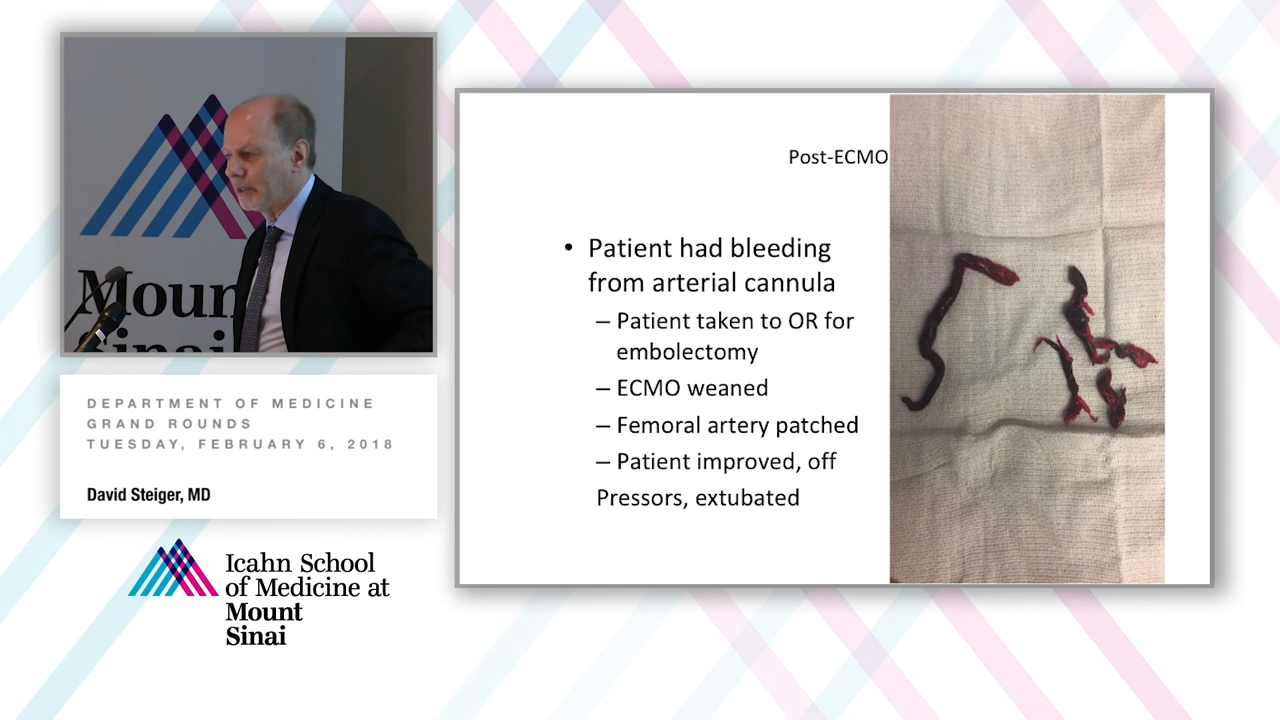 Moun
Sinai
DEPARTMENT OF MEDICINE
GRAND ROUNDS
TUESDAY, FEBRUARY 6, 2018
David Steiger, MD
Icahn School
of Medicine at
Mount
Sinai
Post-ECMO
• Patient had bleeding
from arterial cannula
– Patient taken to OR for
embolectomy
– ECMO weaned
– Femoral artery patched
– Patient improved, off
Pressors, extubated